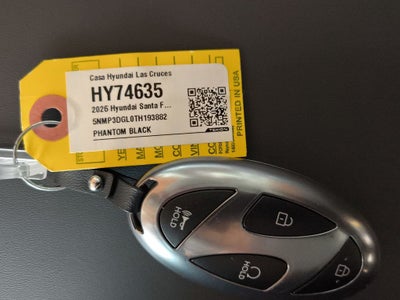 Casa Hyundai Las Cruces
HY74635
2026 Hyundai Santa F...
5NMP3DGL0TH193882
PHANTOM BLACK
PRINTED IN USA
HOLD
HOLD